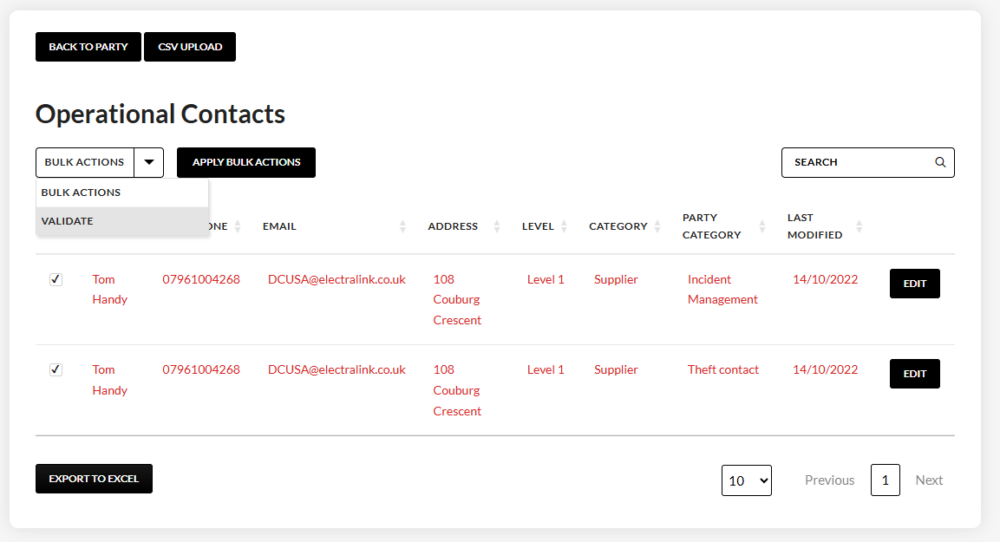 BACK TO PARTY CSV UPLOAD
Operational Contacts
BULK ACTIONS APPLY BULK ACTIONS SEARCH
BULK ACTIONS
VALIDATE
EMAIL ADDRESS LEVEL CATEGORY PARTY CATEGORY LAST MODIFIED
Tom 07961004268 DCUSA@electralink.co.uk 108 Level 1 Supplier Incident 14/10/2022 EDIT
Handy Couburg Management
Crescent
Tom 07961004268 DCUSA@electralink.co.uk 108 Level 1 Supplier Theft contact 14/10/2022 EDIT
Handy Couburg
Crescent
EXPORT TO EXCEL 10 Previous 1 Next